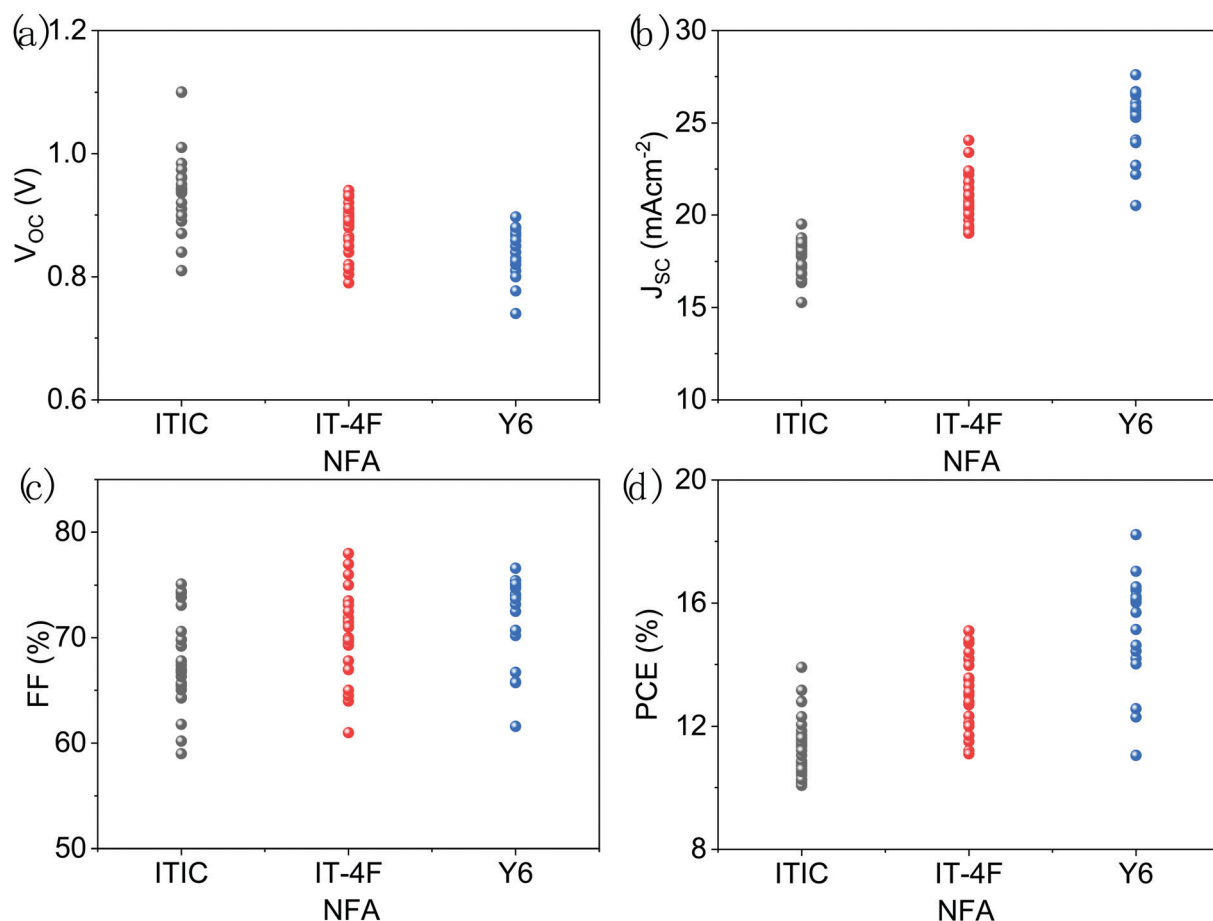 (a)
1.2
1.0
0.8
0.6
V_OC (V)
ITIC IT-4F Y6
NFA
(b)
30
25
20
15
10
J_SC (mAcm⁻²)
ITIC IT-4F Y6
NFA
(c)
80
70
60
50
FF (%)
ITIC IT-4F Y6
NFA
(d)
20
16
12
8
PCE (%)
ITIC IT-4F Y6
NFA